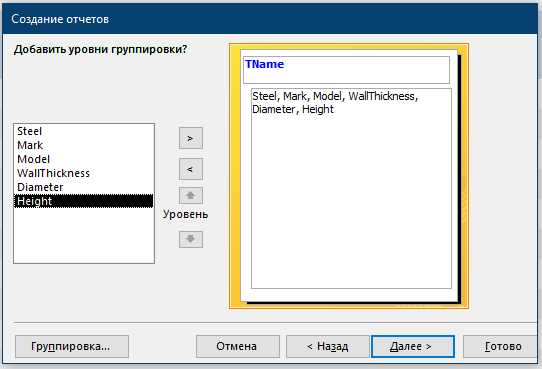 Создание отчетов
Добавить уровни группировки?
Steel
Mark
Model
WallThickness
Diameter
Height
>
<
Уровень
TName
Steel, Mark, Model, WallThickness,
Diameter, Height
Группировка...
Отмена
< Назад
Далее >
Готово